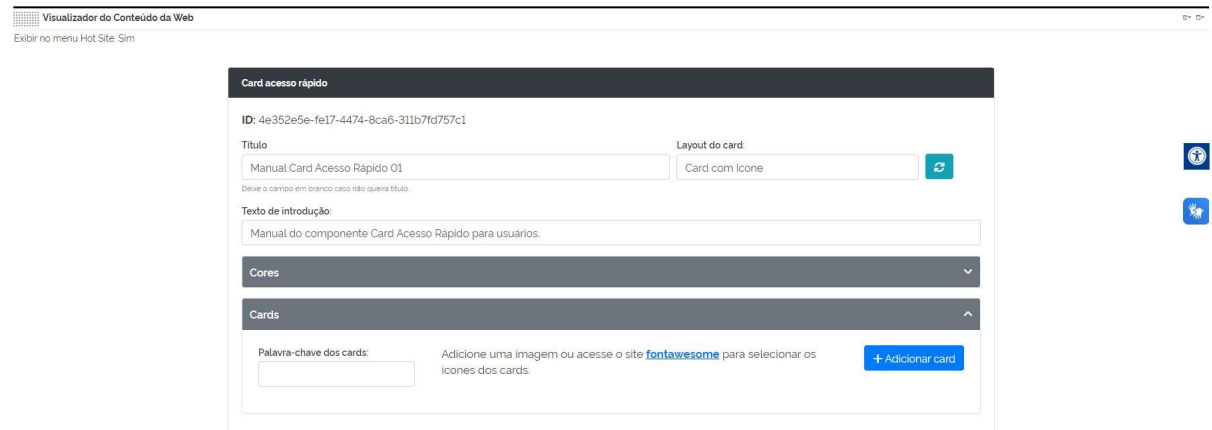 Visualizador do Conteúdo da Web
Exibir no menu Hot Site: Sim
Card acesso rápido
ID: 4e352e5e-fe17-4474-8ca6-311b7fd757c1
Título
Layout do card:
Manual Card Acesso Rápido 01
Card com Icone
Deixe o campo em branco caso não queira título.
Texto de introdução:
Manual do componente Card Acesso Rápido para usuários.
Cores
Cards
Palavra-chave dos cards:
Adicione uma imagem ou acesse o site fontawesome para selecionar os
ícones dos cards.
+ Adicionar card